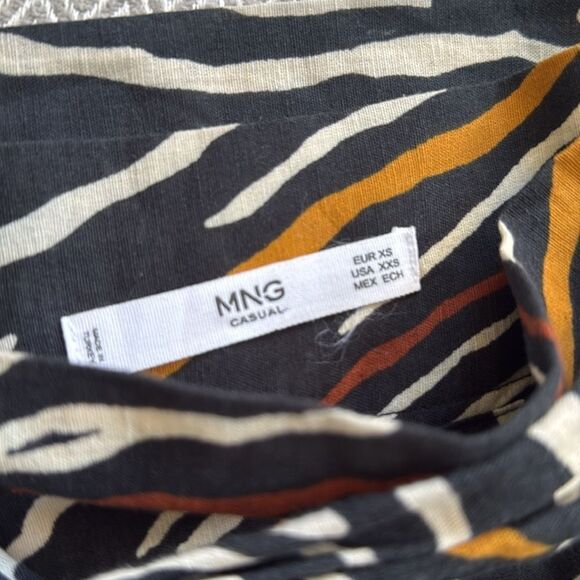 MNG
CASUAL
EUR XS
USA XXS
MEX ECH